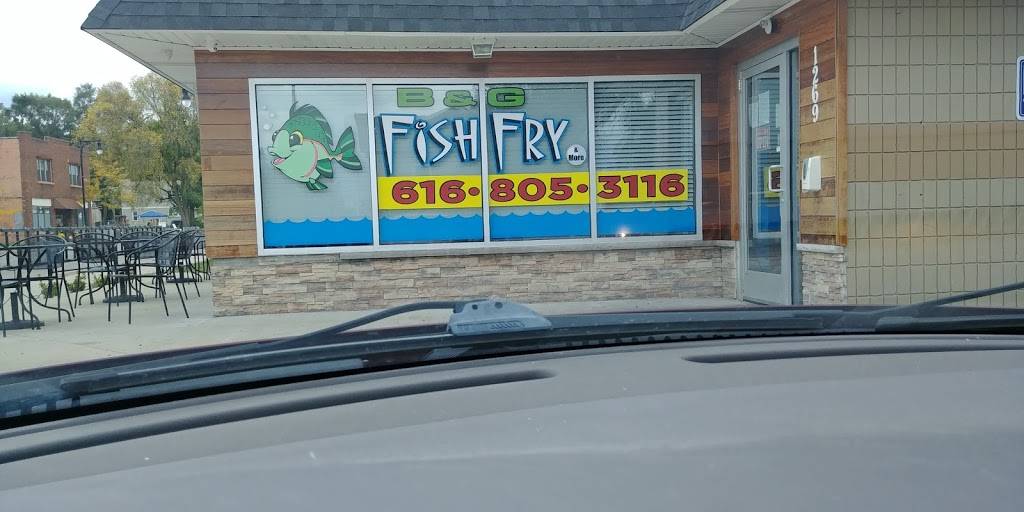 B & G
FISH FRY
& More
616•805•3116
1269